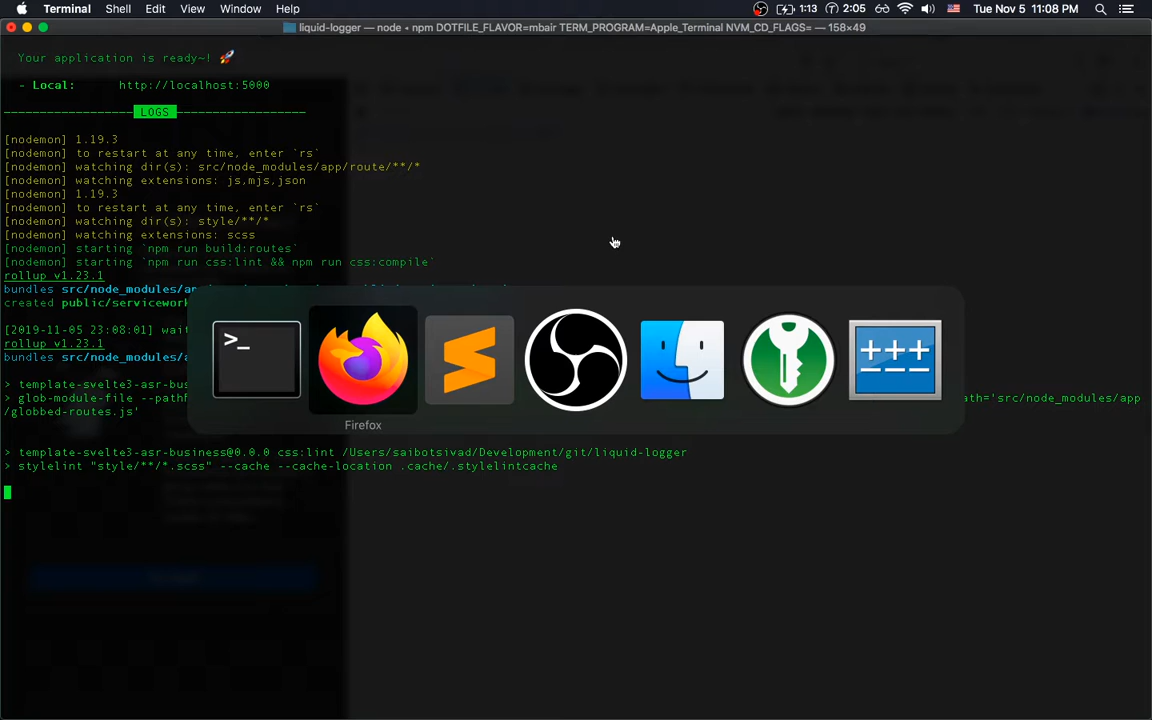 Terminal Shell Edit View Window Help 1:13 2:05 Tue Nov 5 11:08 PM
liquid-logger — node ◂ npm DOTFILE_FLAVOR=mbair TERM_PROGRAM=Apple_Terminal NVM_CD_FLAGS= — 158×49
Your application is ready~! 🚀
- Local: http://localhost:5000
LOGS
[nodemon] 1.19.3
[nodemon] to restart at any time, enter `rs`
[nodemon] watching dir(s): src/node_modules/app/route/**/*
[nodemon] watching extensions: js,mjs,json
[nodemon] 1.19.3
[nodemon] to restart at any time, enter `rs`
[nodemon] watching dir(s): style/**/*
[nodemon] watching extensions: scss
[nodemon] starting `npm run build:routes`
[nodemon] starting `npm run css:lint && npm run css:compile`
rollup v1.23.1
bundles src/node_modules/
created public/servicework
[2019-11-05 23:08:01] wait
rollup v1.23.1
bundles src/node_modules/a
> template-svelte3-asr-bus
> glob-module-file --path= path='src/node_modules/app
/globbed-routes.js'
>_
+++
Firefox
> template-svelte3-asr-business@0.0.0 css:lint /Users/saibotsivad/Development/git/liquid-logger
> stylelint "style/**/*.scss" --cache --cache-location .cache/.stylelintcache